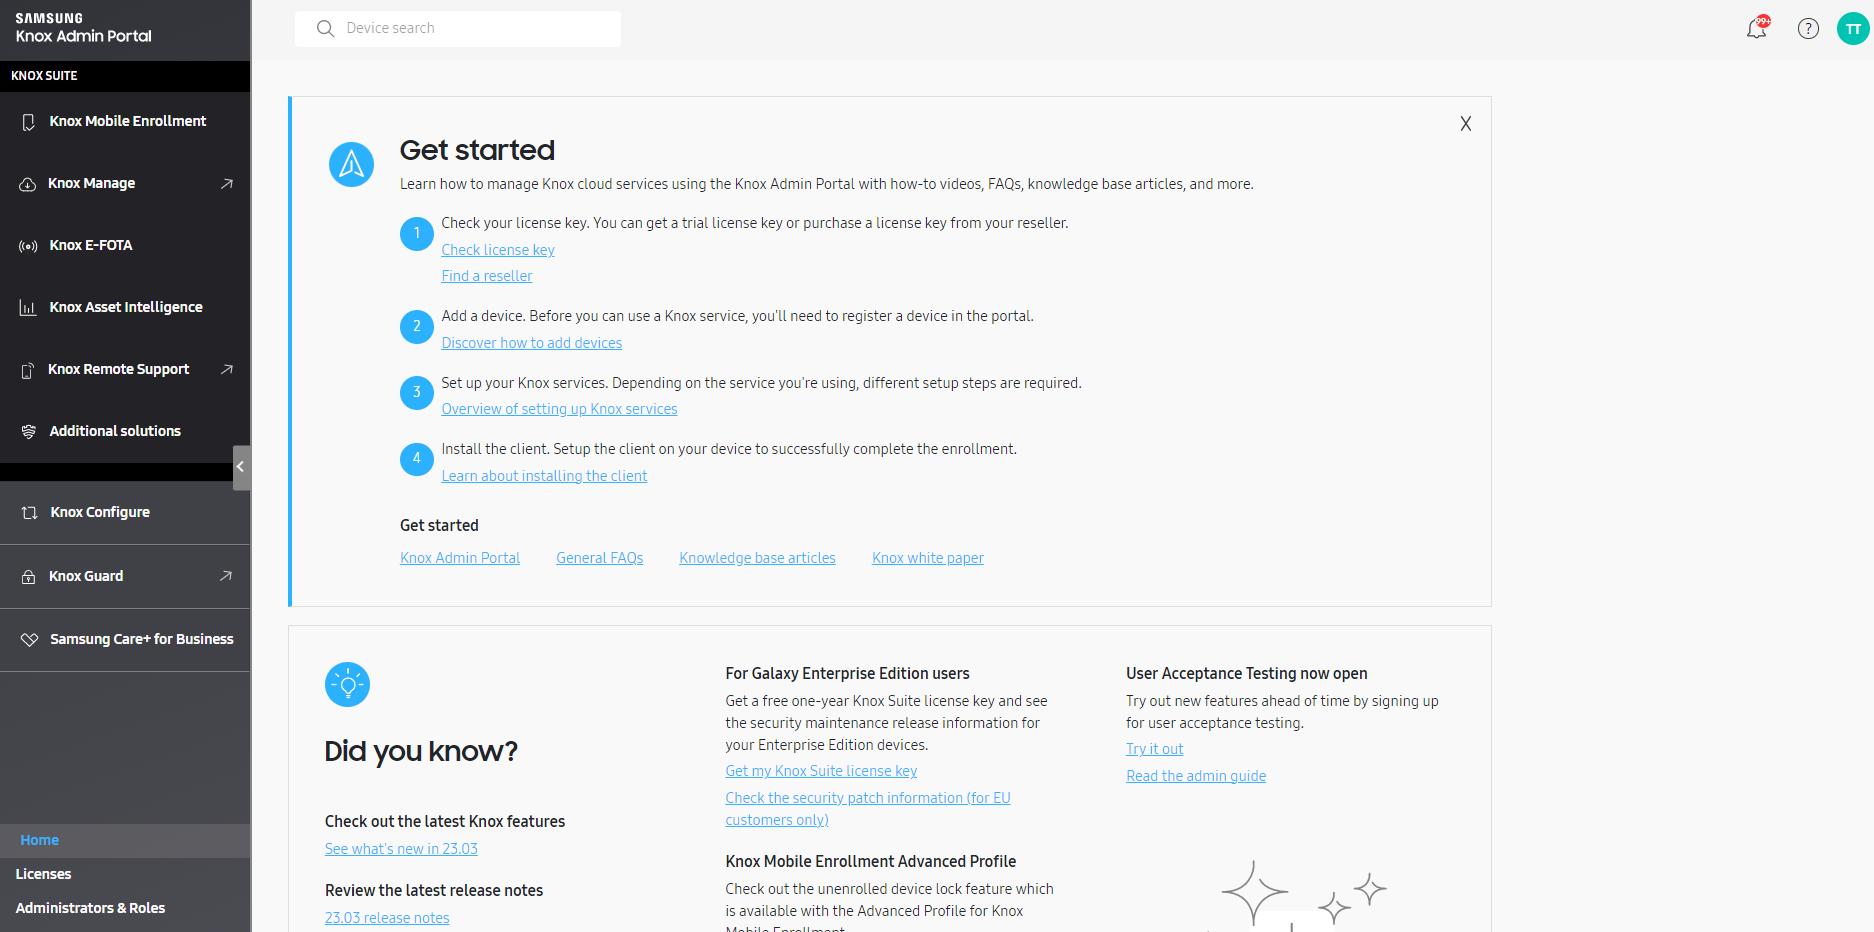 SAMSUNG
Knox Admin Portal
KNOX SUITE
Knox Mobile Enrollment
Knox Manage
Knox E-FOTA
Knox Asset Intelligence
Knox Remote Support
Additional solutions
Knox Configure
Knox Guard
Samsung Care+ for Business
Home
Licenses
Administrators & Roles
Device search
99+
?
TT
X
Get started
Learn how to manage Knox cloud services using the Knox Admin Portal with how-to videos, FAQs, knowledge base articles, and more.
1
Check your license key. You can get a trial license key or purchase a license key from your reseller.
Check license key
Find a reseller
2
Add a device. Before you can use a Knox service, you'll need to register a device in the portal.
Discover how to add devices
3
Set up your Knox services. Depending on the service you're using, different setup steps are required.
Overview of setting up Knox services
4
Install the client. Setup the client on your device to successfully complete the enrollment.
Learn about installing the client
Get started
Knox Admin Portal General FAQs Knowledge base articles Knox white paper
Did you know?
Check out the latest Knox features
See what's new in 23.03
Review the latest release notes
23.03 release notes
For Galaxy Enterprise Edition users
Get a free one-year Knox Suite license key and see
the security maintenance release information for
your Enterprise Edition devices.
Get my Knox Suite license key
Check the security patch information (for EU
customers only)
Knox Mobile Enrollment Advanced Profile
Check out the unenrolled device lock feature which
is available with the Advanced Profile for Knox
Mobile Enrollment
User Acceptance Testing now open
Try out new features ahead of time by signing up
for user acceptance testing.
Try it out
Read the admin guide